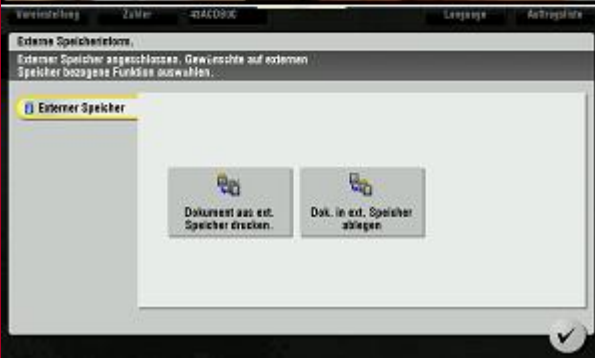 Voreinstellung Zähler Language Auftragsliste
Externe Speicherinform.
Externer Speicher angeschlossen. Gewünschte auf externen
Speicher bezogene Funktion auswählen.
Externer Speicher
Dokument aus ext.
Speicher drucken.
Dok. in ext. Speicher
ablegen